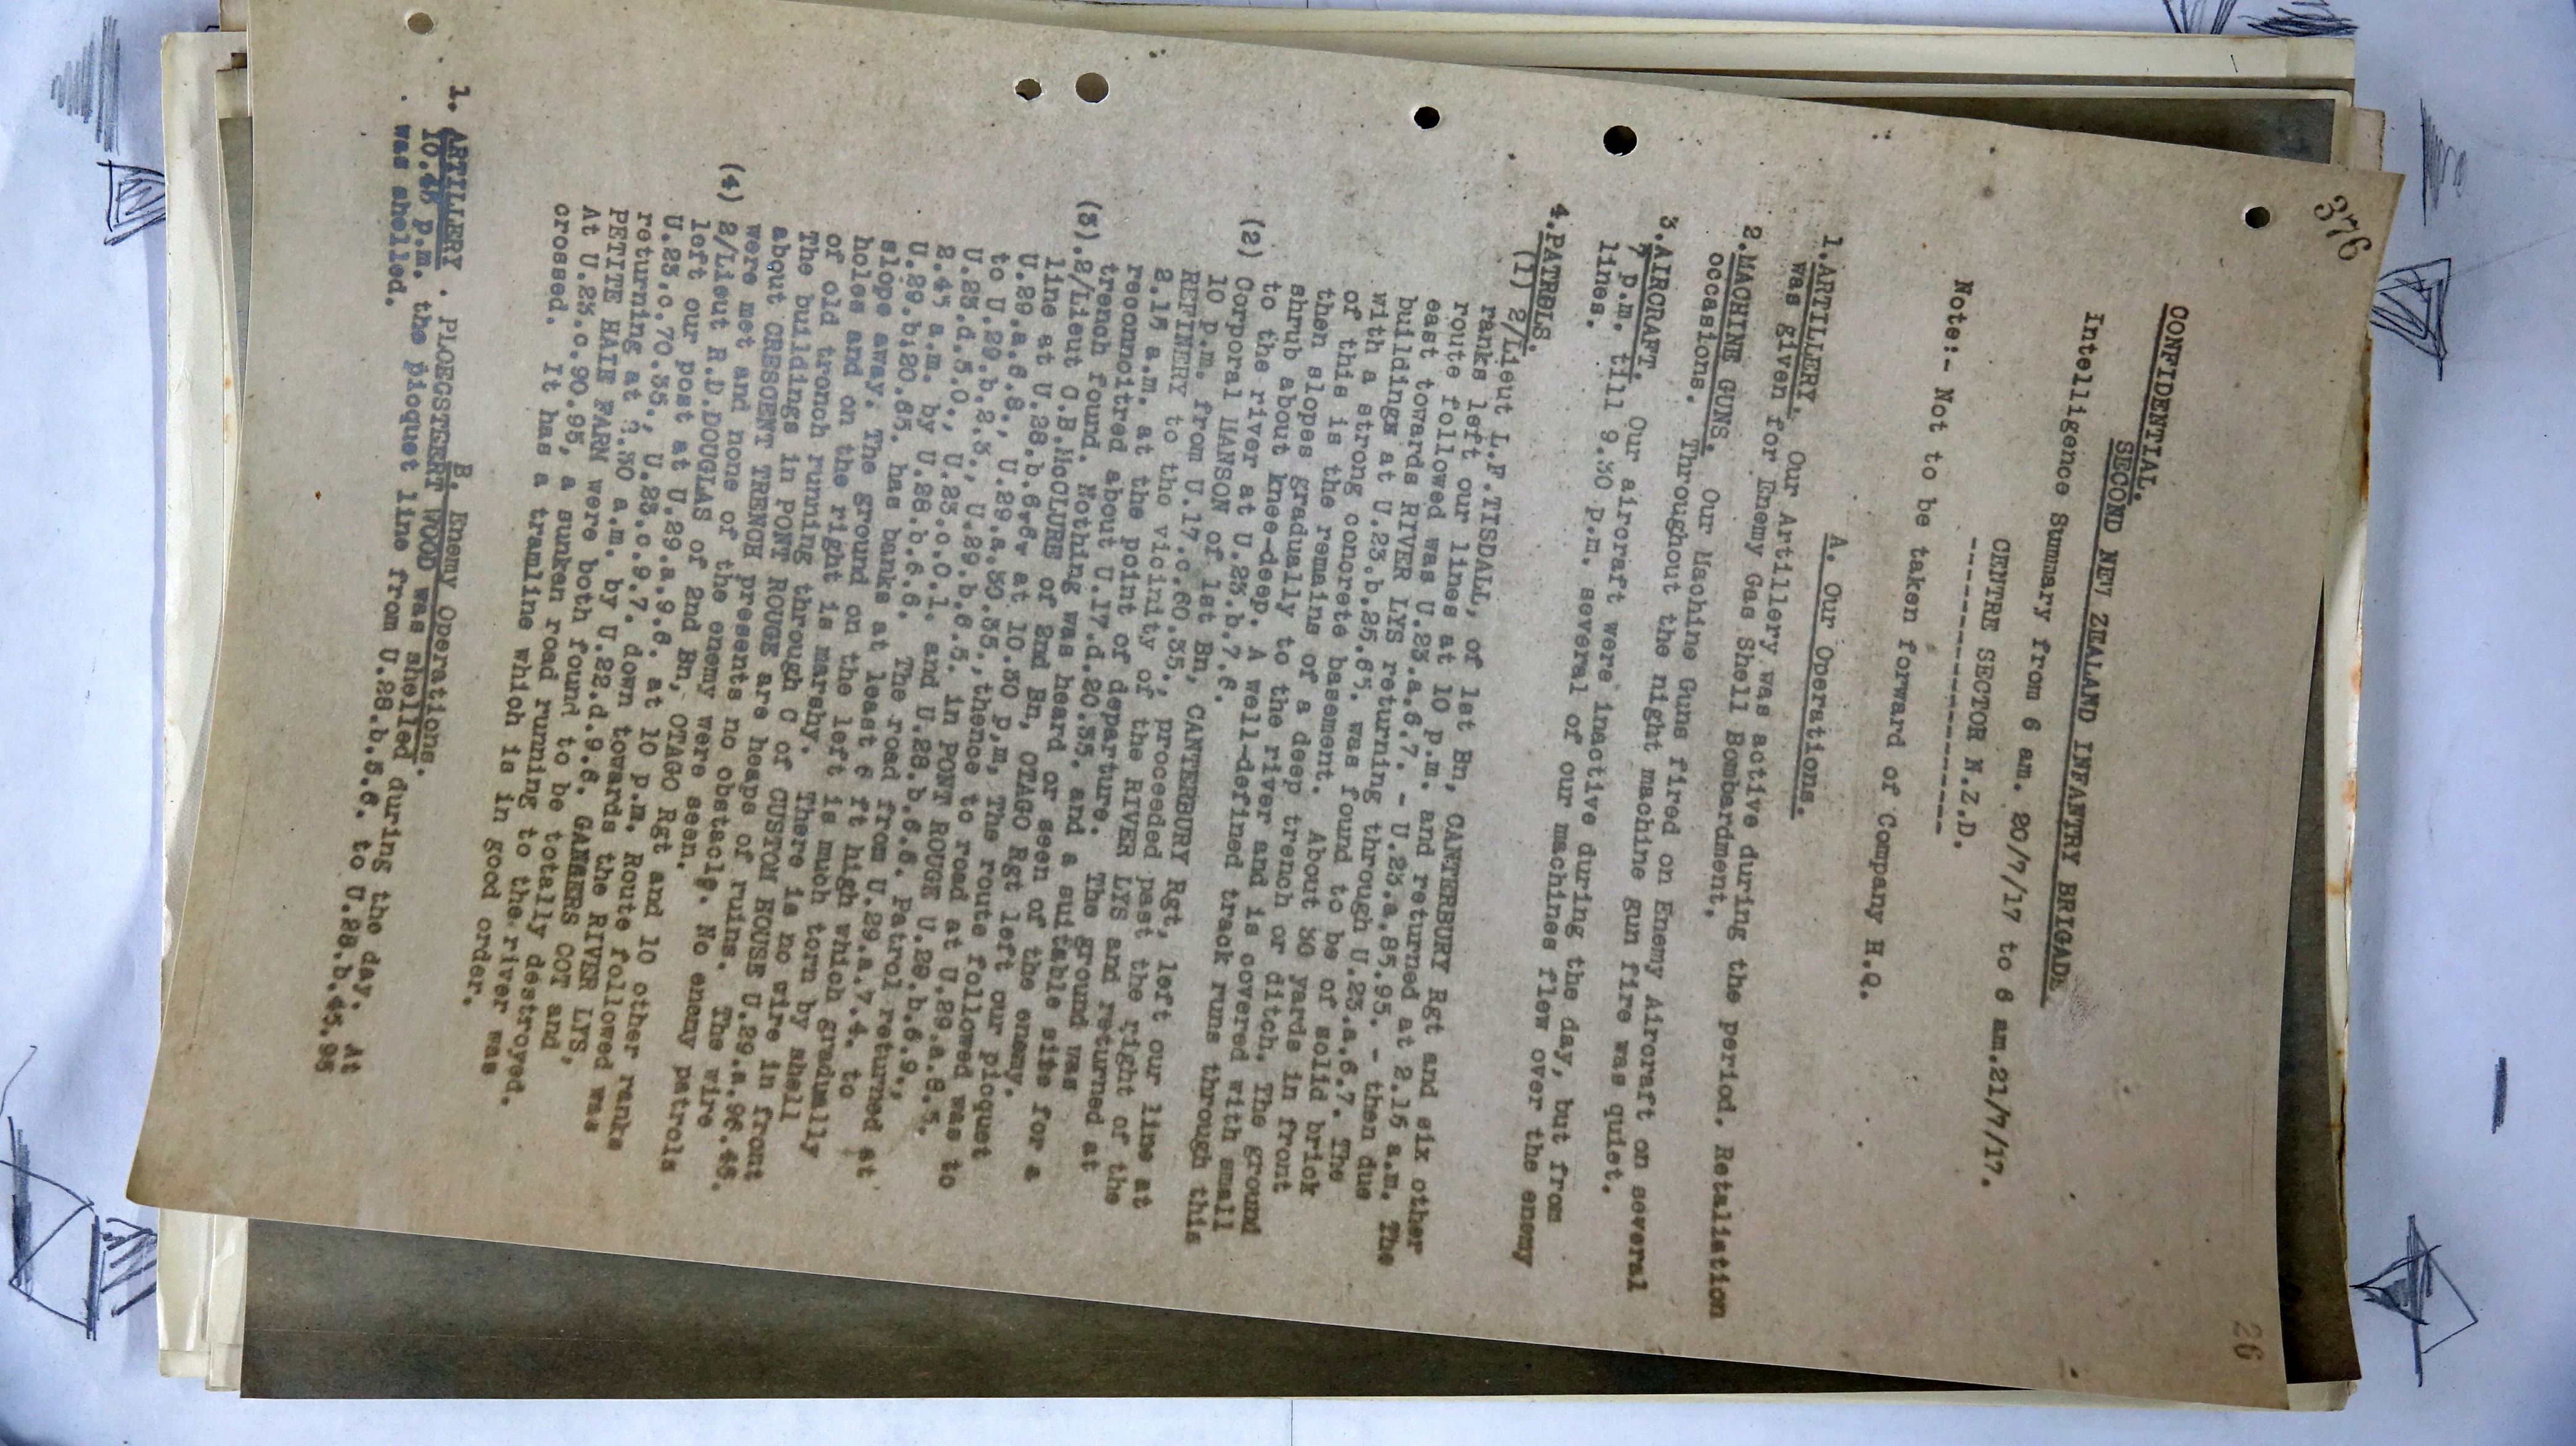 376
26
CONFIDENTIAL.
SECOND NEW ZEALAND INFANTRY BRIGADE.
Intelligence Summary from 6 am. 20/7/17 to 6 am.21/7/17.
CENTRE SECTOR N.Z.D.
--------------------
Note:- Not to be taken forward of Company H.Q.
A. Our Operations.
1.ARTILLERY. Our Artillery was active during the period. Retaliation
was given for Enemy Gas Shell Bombardment.
2.MACHINE GUNS. Our Machine Guns fired on Enemy Aircraft on several
occasions. Throughout the night machine gun fire was quiet.
3.AIRCRAFT. Our aircraft were inactive during the day, but from
7 p.m. till 9.30 p.m. several of our machines flew over the enemy
lines.
4.PATROLS.
(1) 2/Lieut L.F.TISDALL, of 1st Bn, CANTERBURY Rgt and six other
ranks left our lines at 10 p.m. and returned at 2.15 a.m. The
route followed was U.23.a.6.7. - U.23.a.85.95. - then due
east towards RIVER LYS returning through U.23.a.6.7. The
buildings at U.23.b.25.65. was found to be of solid brick
with a strong concrete basement. About 30 yards in front
of this is the remains of a deep trench or ditch. The ground
then slopes gradually to the river and is covered with small
shrub about knee-deep. A well-defined track runs through this
to the river at U.23.b.7.6.
(2) Corporal HANSON of 1st Bn, CANTERBURY Rgt, left our line at
10 p.m. from U.17.c.60.35., proceeded past the right of the
REFINERY to the vicinity of the RIVER LYS and returned at
2.15 a.m. at the point of departure. The ground was
reconnoitred about U.17.d.20.35. and a suitable site for a
trench found. Nothing was heard or seen of the enemy.
(3).2/Lieut C.B.McCLURE of 2nd Bn, OTAGO Rgt left our picquet
line at U.28.b.6.6. at 10.30 p.m, The route followed was to
U.29.a.6.8., U.29.a.30.35.,thence to road at U.29.a.8.5.
to U.29.b.2.3., U.29.b.6.5. in PONT ROUGE U.29.b.6.9.,
U.23.d.5.0., U.23.c.0.1. and U.28.b.6.6. Patrol returned at
2.45 a.m. by U.28.b.6.6. The road from U.29.a.7.4. to
U.29.b.20.85. has banks at least 6 ft high which gradually
slope away. The ground on the left is much torn by shell
holes and on the right is marshy. There is no wire in front
of old trench running through C of CUSTOM HOUSE U.29.a.96.48.
The buildings in PONT ROUGE are heaps of ruins. The wire
about CRESCENT TRENCH presents no obstacle. No enemy patrols
were met and none of the enemy were seen.
(4) 2/Lieut R.D.DOUGLAS of 2nd Bn, OTAGO Rgt and 10 other ranks
left our post at U.29.a.9.6. at 10 p.m. Route followed was
U.23.c.70.35., U.23.c.9.7. down towards the RIVER LYS,
returning at 2.30 a.m. by U.22.d.9.6. GAMMERS COT and
PETITE HAIE FARM were both found to be totally destroyed.
At U.23.c.90.95, a sunken road running to the river was
crossed. It has a tramline which is in good order.
B. Enemy Operations.
1. ARTILLERY . PLOEGSTEERT WOOD was shelled during the day. At
10.45 p.m. the picquet line from U.28.b.5.6. to U.28.b.45.95
was shelled.